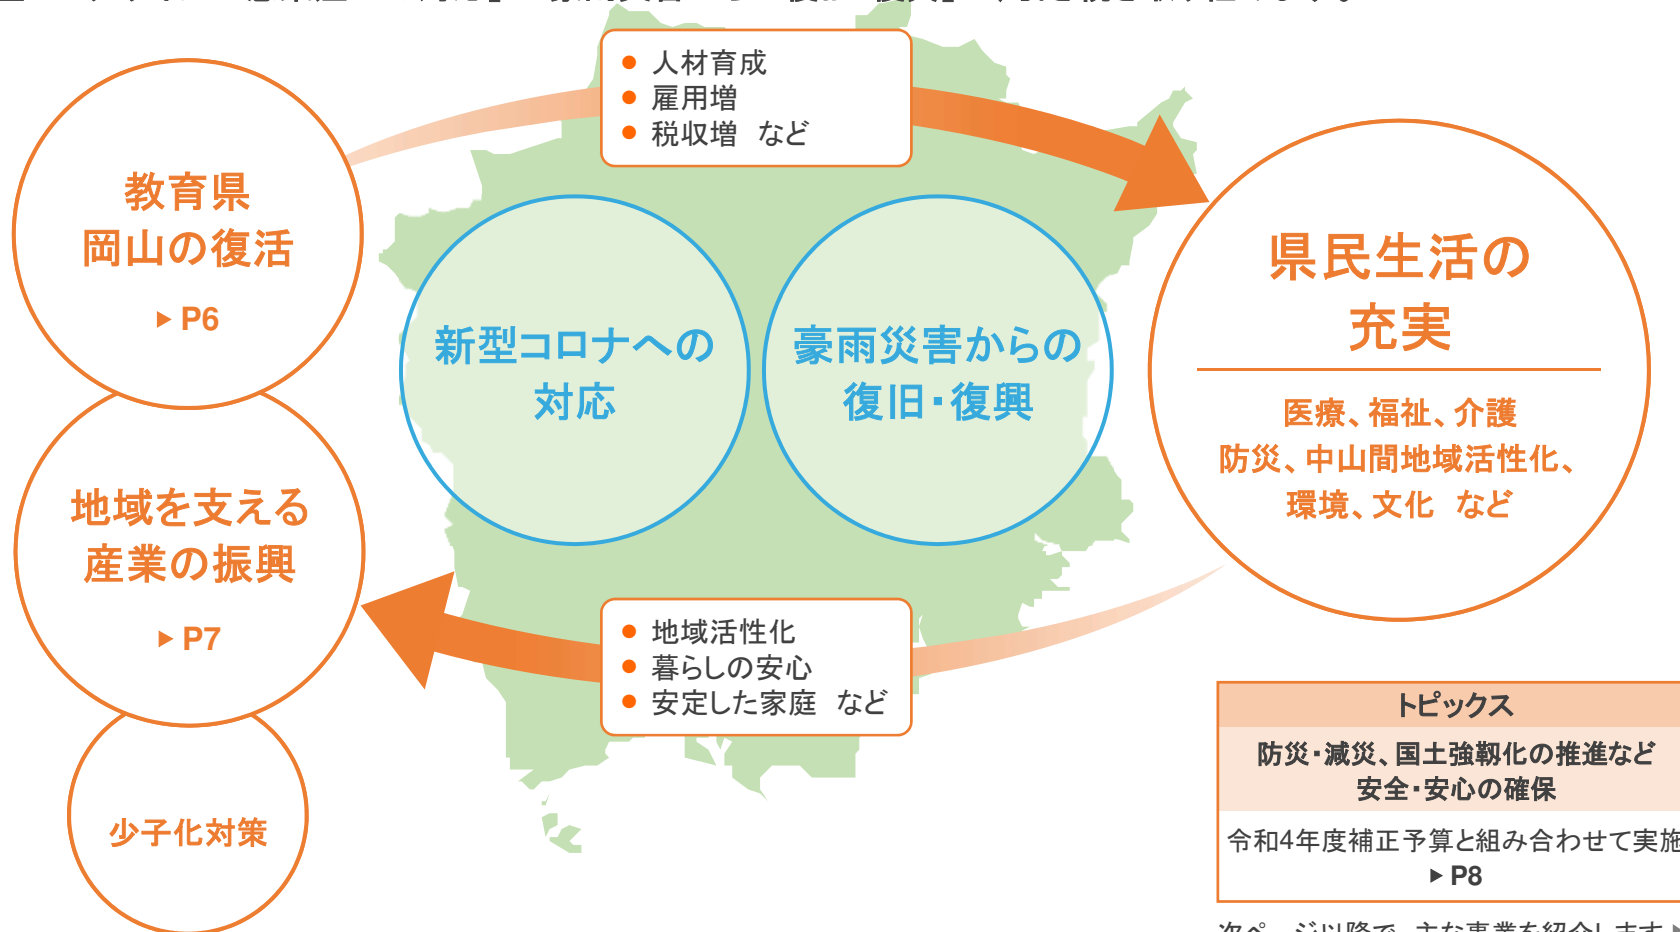 人材育成
雇用増
税収増 など
教育県
岡山の復活
▶ P6
新型コロナへの
対応
豪雨災害からの
復旧・復興
県民生活の
充実
医療、福祉、介護
防災、中山間地域活性化、
環境、文化 など
地域を支える
産業の振興
▶ P7
地域活性化
暮らしの安心
安定した家庭 など
少子化対策
トピックス
防災・減災、国土強靱化の推進など
安全・安心の確保
令和4年度補正予算と組み合わせて実施
▶ P8